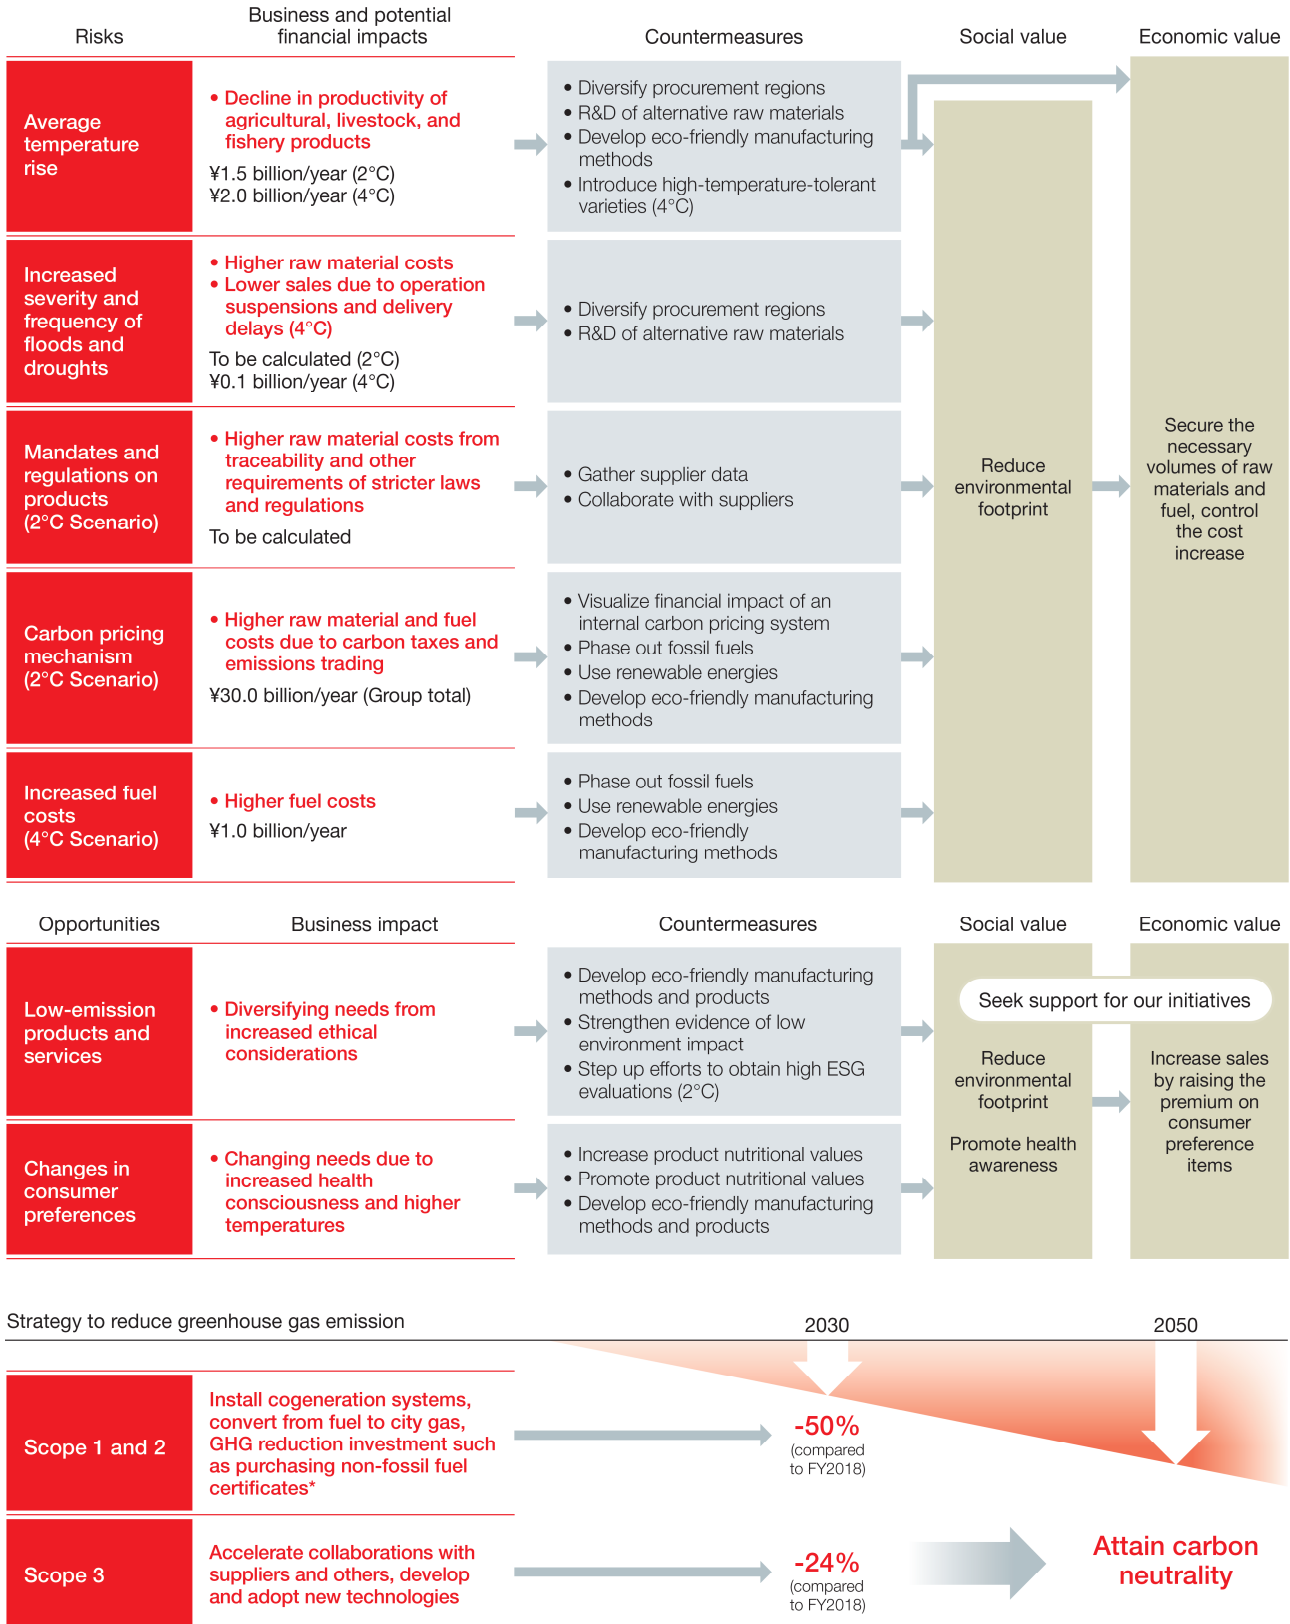 Risks
Business and potential
financial impacts
Countermeasures
Social value
Economic value
Average
temperature
rise
• Decline in productivity of
agricultural, livestock, and
fishery products
¥1.5 billion/year (2°C)
¥2.0 billion/year (4°C)
• Diversify procurement regions
• R&D of alternative raw materials
• Develop eco-friendly manufacturing
methods
• Introduce high-temperature-tolerant
varieties (4°C)
Increased
severity and
frequency of
floods and
droughts
• Higher raw material costs
• Lower sales due to operation
suspensions and delivery
delays (4°C)
To be calculated (2°C)
¥0.1 billion/year (4°C)
• Diversify procurement regions
• R&D of alternative raw materials
Mandates and
regulations on
products
(2°C Scenario)
• Higher raw material costs from
traceability and other
requirements of stricter laws
and regulations
To be calculated
• Gather supplier data
• Collaborate with suppliers
Carbon pricing
mechanism
(2°C Scenario)
• Higher raw material and fuel
costs due to carbon taxes and
emissions trading
¥30.0 billion/year (Group total)
• Visualize financial impact of an
internal carbon pricing system
• Phase out fossil fuels
• Use renewable energies
• Develop eco-friendly manufacturing
methods
Increased fuel
costs
(4°C Scenario)
• Higher fuel costs
¥1.0 billion/year
• Phase out fossil fuels
• Use renewable energies
• Develop eco-friendly
manufacturing methods
Reduce
environmental
footprint
Secure the
necessary
volumes of raw
materials and
fuel, control
the cost
increase
Opportunities
Business impact
Countermeasures
Social value
Economic value
Low-emission
products and
services
• Diversifying needs from
increased ethical
considerations
• Develop eco-friendly manufacturing
methods and products
• Strengthen evidence of low
environment impact
• Step up efforts to obtain high ESG
evaluations (2°C)
Changes in
consumer
preferences
• Changing needs due to
increased health
consciousness and higher
temperatures
• Increase product nutritional values
• Promote product nutritional values
• Develop eco-friendly manufacturing
methods and products
Seek support for our initiatives
Reduce
environmental
footprint
Promote health
awareness
Increase sales
by raising the
premium on
consumer
preference
items
Strategy to reduce greenhouse gas emission
2030
2050
Scope 1 and 2
Install cogeneration systems,
convert from fuel to city gas,
GHG reduction investment such
as purchasing non-fossil fuel
certificates*
-50%
(compared
to FY2018)
Scope 3
Accelerate collaborations with
suppliers and others, develop
and adopt new technologies
-24%
(compared
to FY2018)
Attain carbon
neutrality